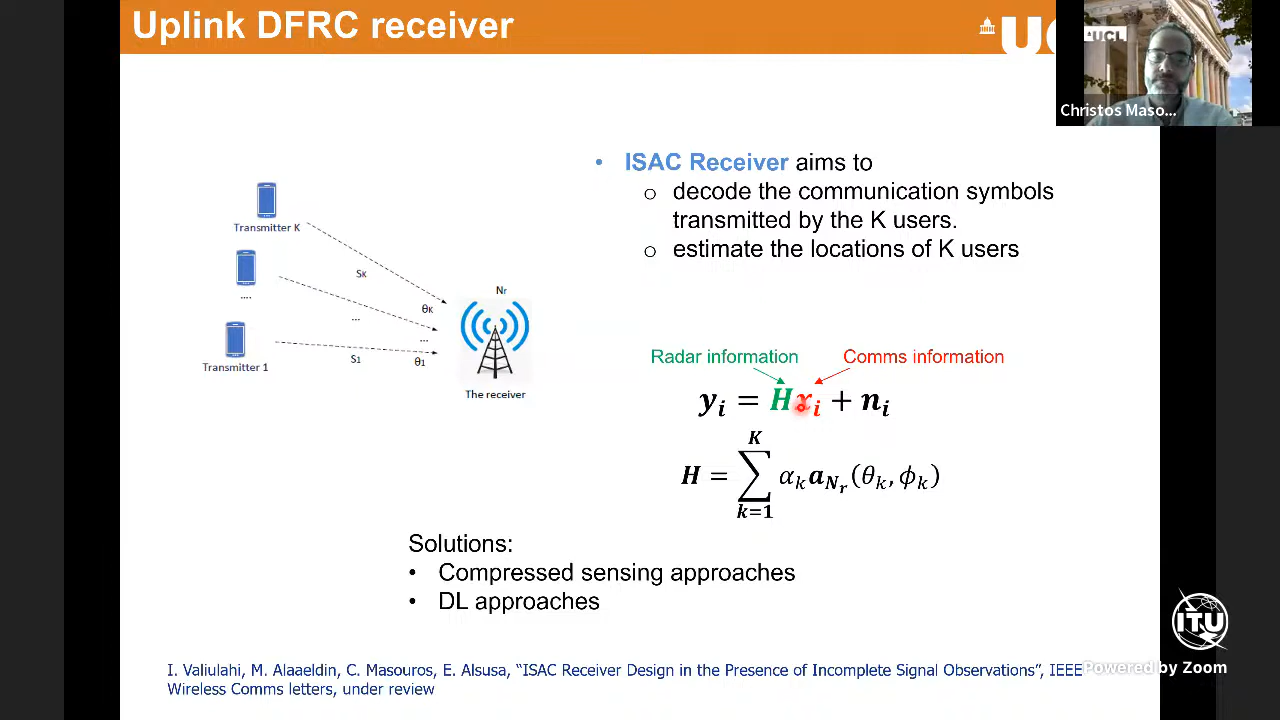 Uplink DFRC receiver
UCL
Christos Maso...
• ISAC Receiver aims to
o decode the communication symbols
transmitted by the K users.
o estimate the locations of K users
Transmitter K
....
Transmitter 1
SK
...
S1
θK
...
θ1
Nr
The receiver
Radar information
Comms information
𝒚ᵢ = 𝑯𝒙ᵢ + 𝒏ᵢ
𝑯 = ∑ₖ₌₁ᴷ αₖ 𝒂_Nᵣ(θₖ, ϕₖ)
Solutions:
• Compressed sensing approaches
• DL approaches
I. Valiulahi, M. Alaaeldin, C. Masouros, E. Alsusa, "ISAC Receiver Design in the Presence of Incomplete Signal Observations", IEEE
Wireless Comms letters, under review
ITU
Powered by Zoom